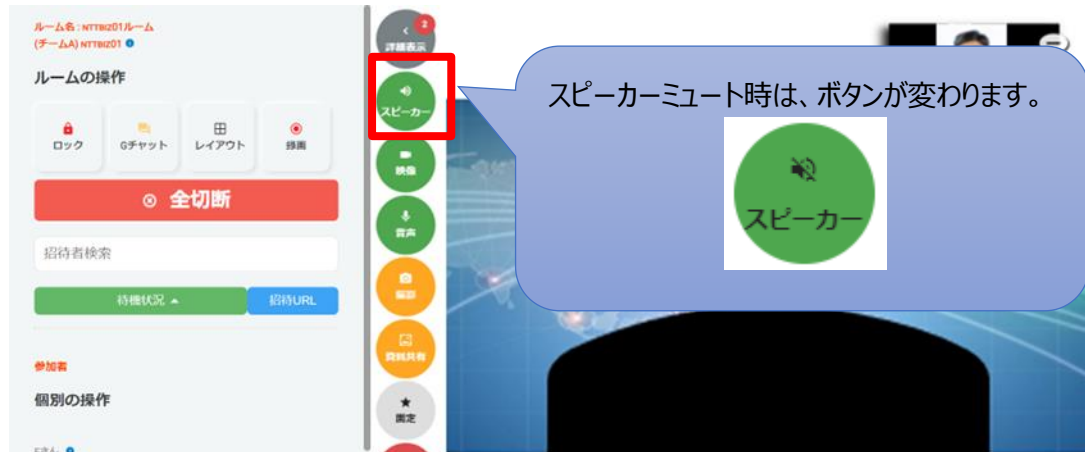 ルーム名 : NTTBIZ01ルーム
(チームA) NTTBIZ01
ルームの操作
ロック
Gチャット
レイアウト
録画
全切断
招待者検索
待機状況
招待URL
参加者
個別の操作
2
詳細表示
スピーカー
映像
音声
撮影
資料共有
固定
スピーカーミュート時は、ボタンが変わります。
スピーカー